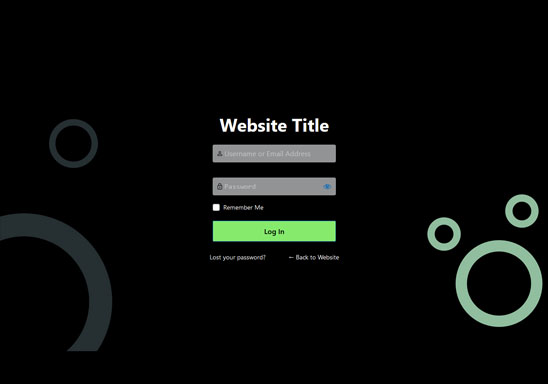 Website Title
Username or Email Address
Password
Remember Me
Log In
Lost your password? ← Back to Website